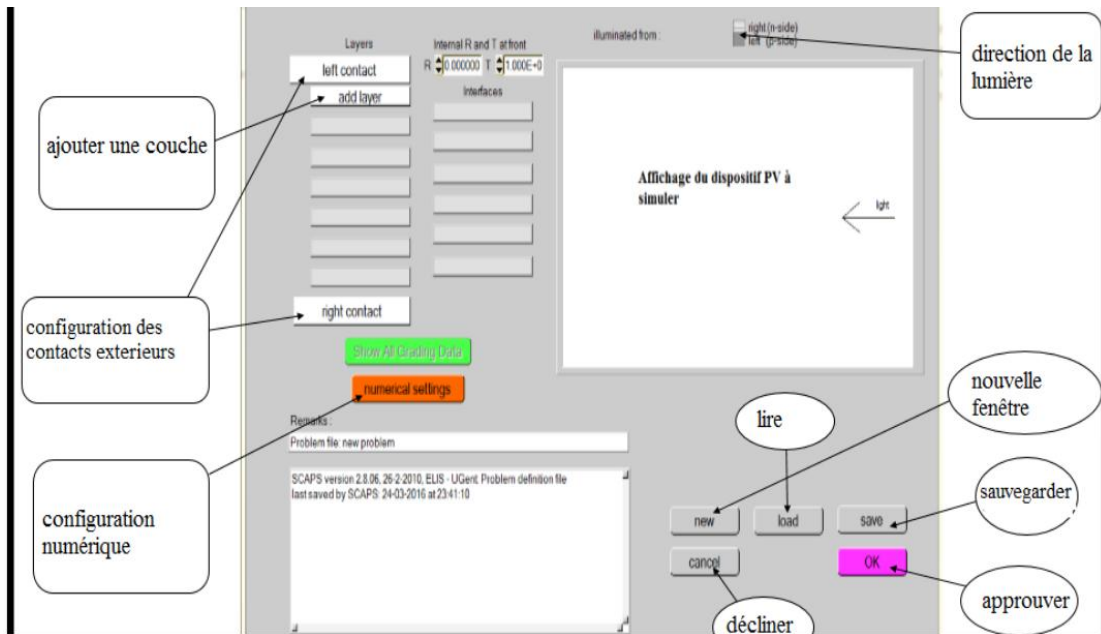 Layers
Internal R and T at front
illuminated from :
right (n-side)
left (p-side)
left contact
R 0.000000 T 1.000E+0
add layer
Interfaces
direction de la
lumière
ajouter une couche
Affichage du dispositif PV à
simuler
light
right contact
configuration des
contacts exterieurs
Show All Grading Data
numerical settings
nouvelle
fenêtre
lire
Remarks :
Problem file: new problem
SCAPS version 2.8.06, 26-2-2010, ELIS - UGent: Problem definition file
last saved by SCAPS: 24-03-2016 at 23:41:10
sauvegarder
configuration
numérique
new
load
save
cancel
OK
approuver
décliner